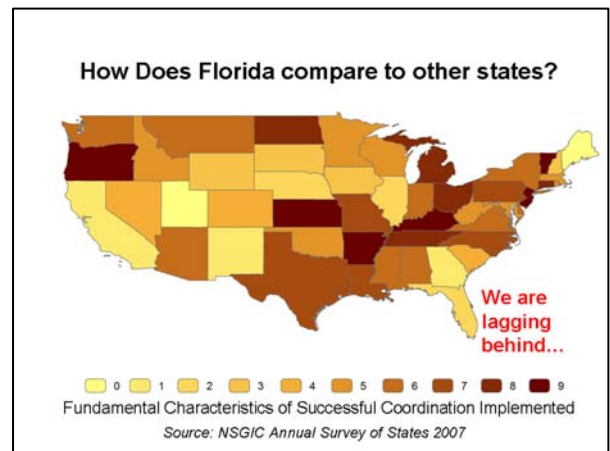 How Does Florida compare to other states?
We are
lagging
behind...
0 1 2 3 4 5 6 7 8 9
Fundamental Characteristics of Successful Coordination Implemented
Source: NSGIC Annual Survey of States 2007